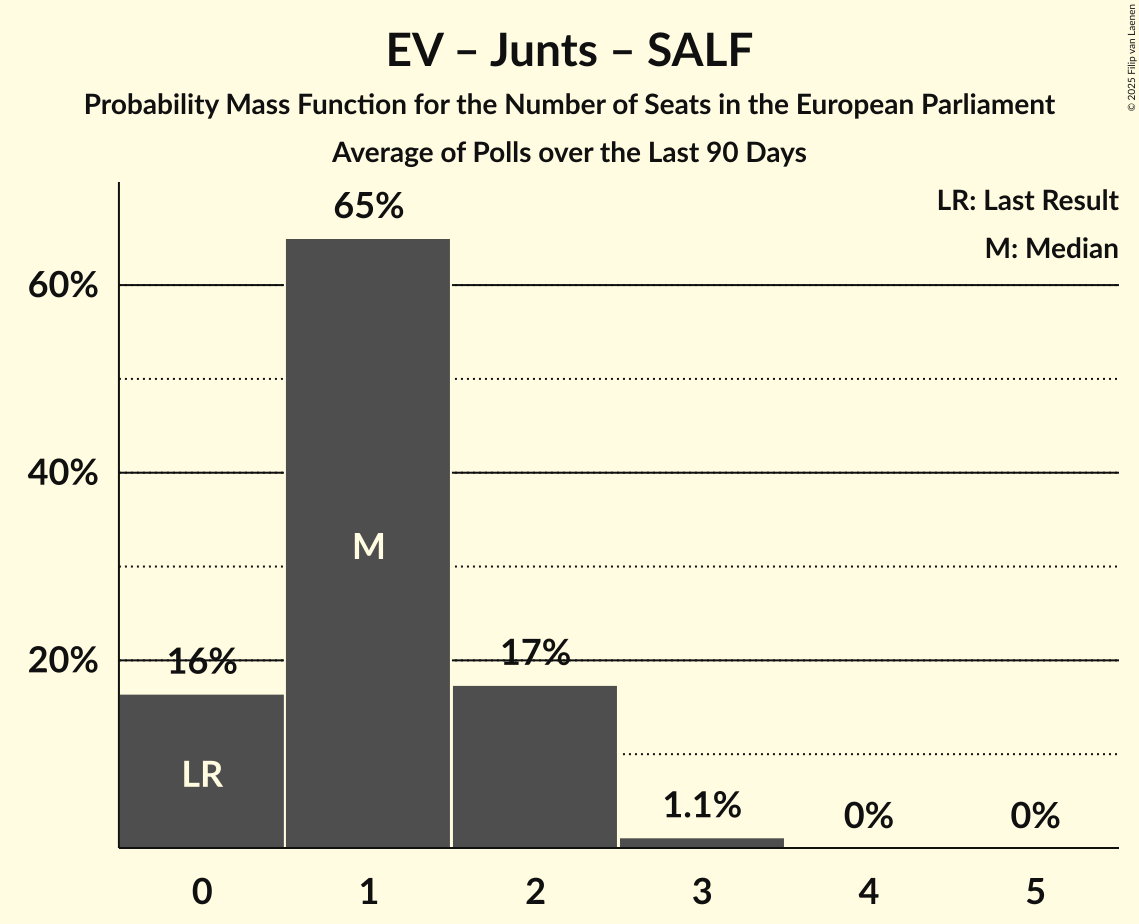 EV – Junts – SALF
Probability Mass Function for the Number of Seats in the European Parliament
Average of Polls over the Last 90 Days
© 2025 Filip van Laenen
LR: Last Result
M: Median
65%
60%
40%
M
20%
16%
17%
LR
1.1%
0%
0%
0 1 2 3 4 5